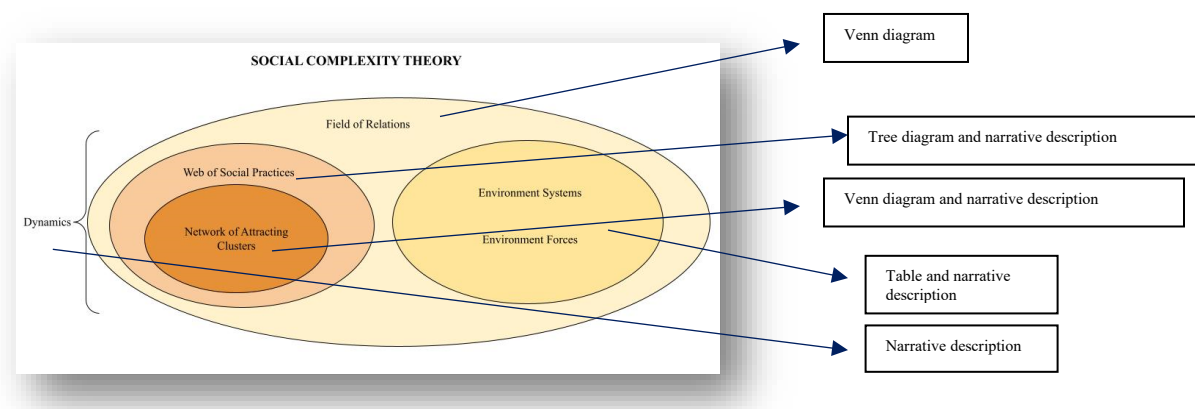 SOCIAL COMPLEXITY THEORY
Field of Relations
Web of Social Practices
Network of Attracting
Clusters
Environment Systems
Environment Forces
Dynamics
Venn diagram
Tree diagram and narrative description
Venn diagram and narrative description
Table and narrative
description
Narrative description